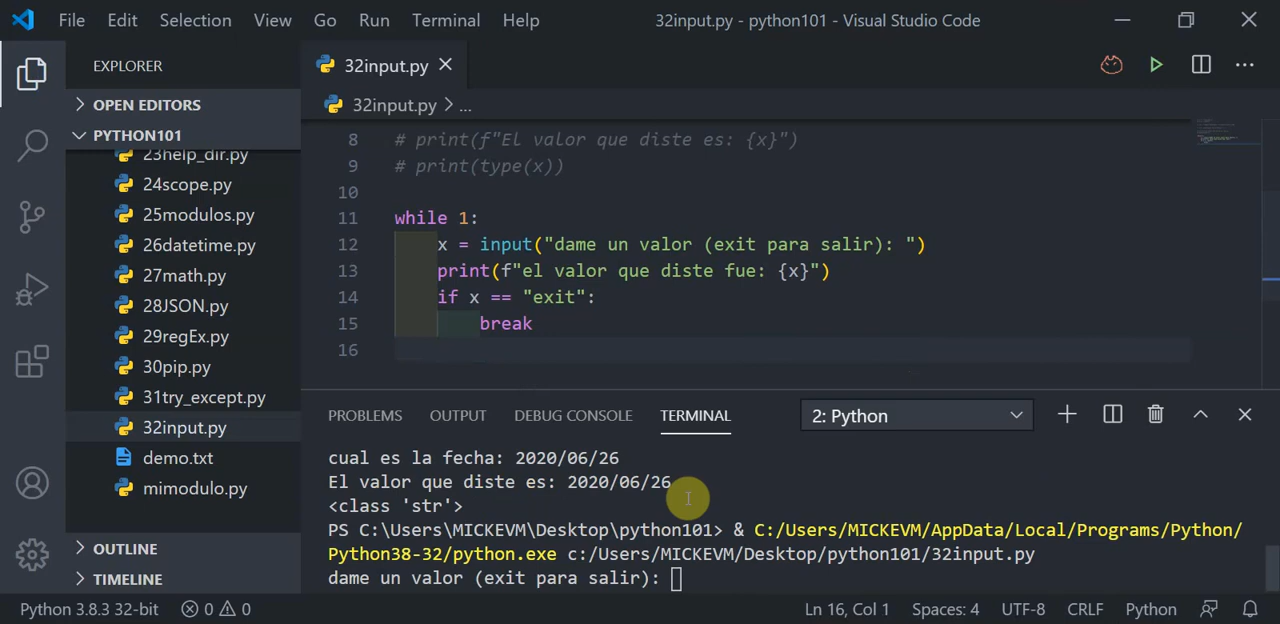 File Edit Selection View Go Run Terminal Help 32input.py - python101 - Visual Studio Code
EXPLORER
OPEN EDITORS
PYTHON101
23help_dir.py
24scope.py
25modulos.py
26datetime.py
27math.py
28JSON.py
29regEx.py
30pip.py
31try_except.py
32input.py
demo.txt
mimodulo.py
OUTLINE
TIMELINE
32input.py
32input.py > ...
8 # print(f"El valor que diste es: {x}")
9 # print(type(x))
10
11 while 1:
12 x = input("dame un valor (exit para salir): ")
13 print(f"el valor que diste fue: {x}")
14 if x == "exit":
15 break
16
PROBLEMS OUTPUT DEBUG CONSOLE TERMINAL 2: Python
cual es la fecha: 2020/06/26
El valor que diste es: 2020/06/26
<class 'str'>
PS C:\Users\MICKEVM\Desktop\python101> & C:/Users/MICKEVM/AppData/Local/Programs/Python/
Python38-32/python.exe c:/Users/MICKEVM/Desktop/python101/32input.py
dame un valor (exit para salir):
Python 3.8.3 32-bit 0 0 Ln 16, Col 1 Spaces: 4 UTF-8 CRLF Python